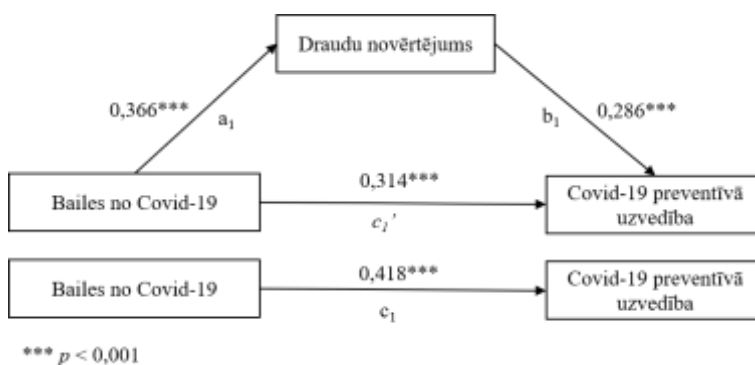 Draudu novērtējums
0,366***
a₁
b₁
0,286***
Bailes no Covid-19
0,314***
c₁'
Covid-19 preventīvā
uzvedība
Bailes no Covid-19
0,418***
c₁
Covid-19 preventīvā
uzvedība
*** p < 0,001